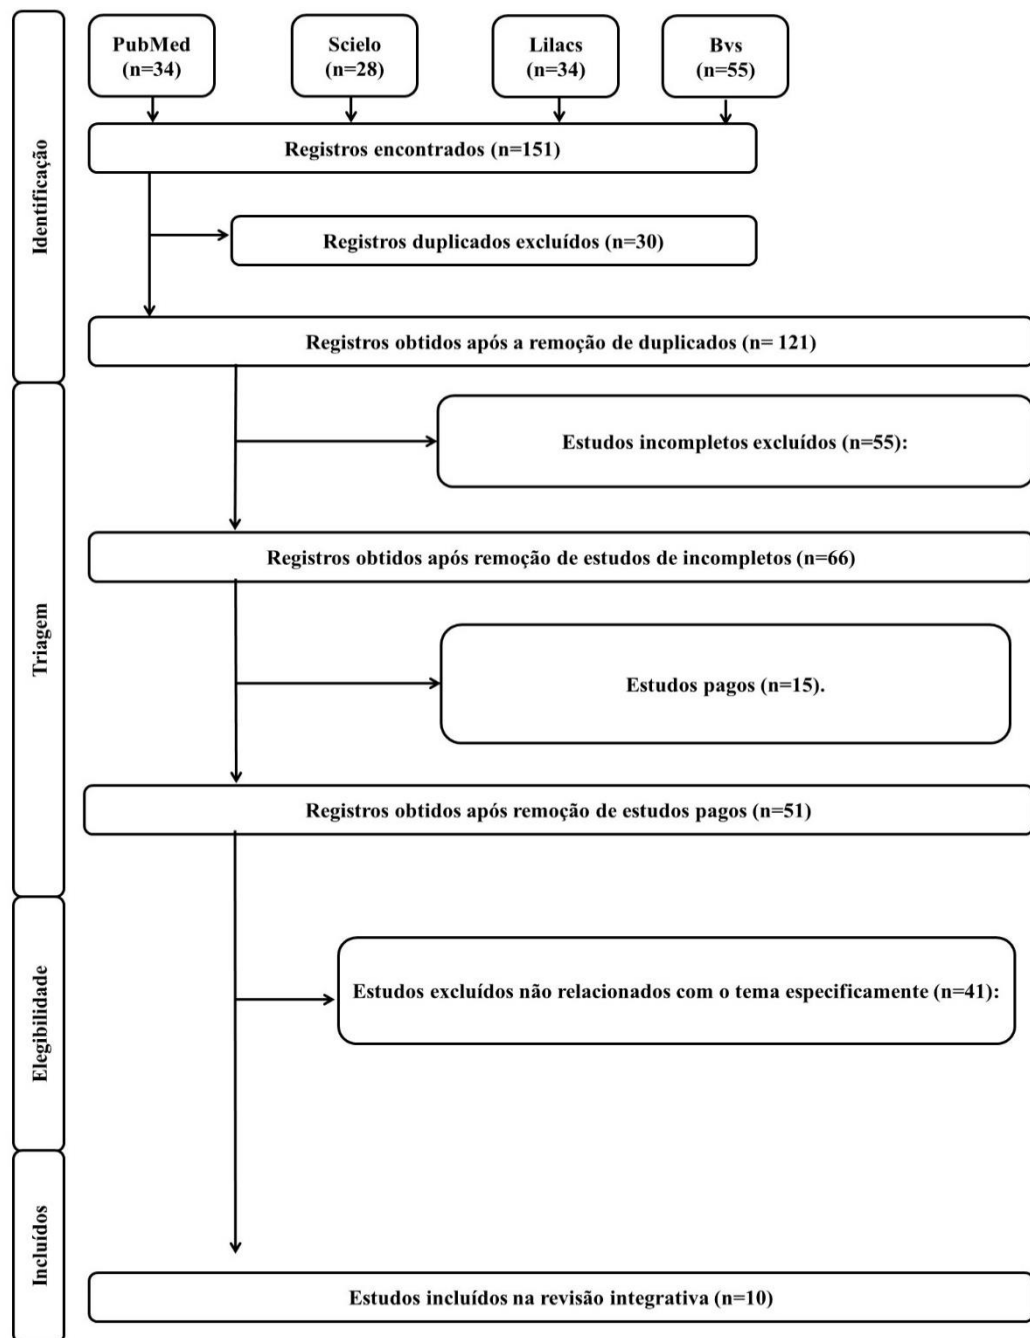 PubMed
(n=34)
Scielo
(n=28)
Lilacs
(n=34)
Bvs
(n=55)
Identificação
Registros encontrados (n=151)
Registros duplicados excluídos (n=30)
Registros obtidos após a remoção de duplicados (n= 121)
Triagem
Estudos incompletos excluídos (n=55):
Registros obtidos após remoção de estudos de incompletos (n=66)
Estudos pagos (n=15).
Registros obtidos após remoção de estudos pagos (n=51)
Elegibilidade
Estudos excluídos não relacionados com o tema especificamente (n=41):
Incluídos
Estudos incluídos na revisão integrativa (n=10)